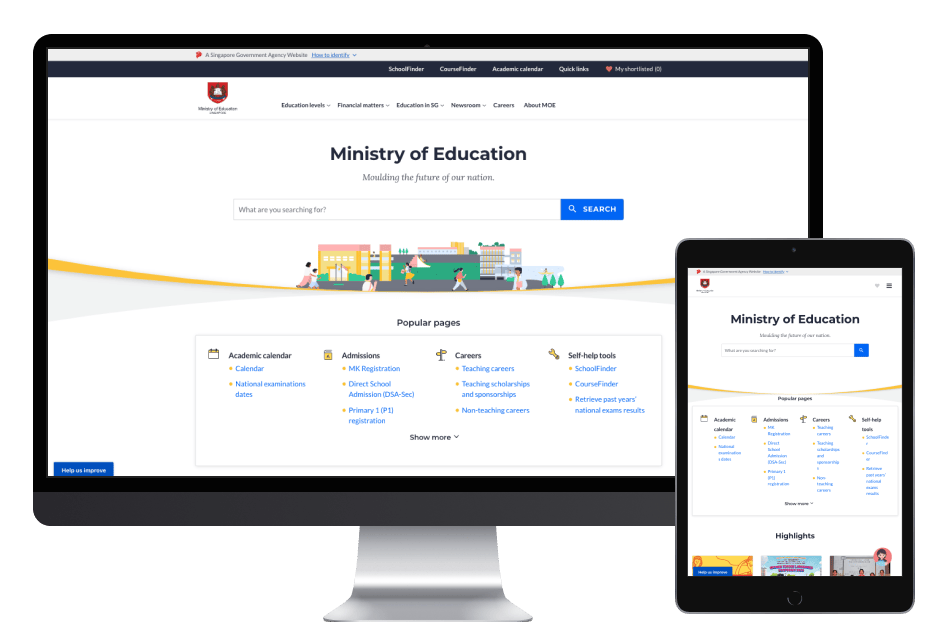 A Singapore Government Agency Website How to identify
SchoolFinder CourseFinder Academic calendar Quick links My shortlisted (0)
Ministry of Education
SINGAPORE
Education levels Financial matters Education in SG Newsroom Careers About MOE
Ministry of Education
Moulding the future of our nation.
What are you searching for? SEARCH
Popular pages
Academic calendar
Calendar
National examinations
dates
Admissions
MK Registration
Direct School
Admission (DSA-Sec)
Primary 1 (P1)
registration
Careers
Teaching careers
Teaching scholarships
and sponsorships
Non-teaching careers
Self-help tools
SchoolFinder
CourseFinder
Retrieve past years'
national exams results
Show more
Help us improve
A Singapore Government Agency Website How to identify
Ministry of Education
Moulding the future of our nation.
What are you searching for?
Popular pages
Academic
calendar
Calendar
National
examination
s dates
Admissions
MK
Registration
Direct
School
Admission
(DSA-Sec)
Primary 1
(P1)
registration
Careers
Teaching
careers
Teaching
scholarships
and
sponsorship
s
Non-
teaching
careers
Self-help
tools
SchoolFinde
r
CourseFind
er
Retrieve
past years'
national
exams
results
Show more
Highlights
Help us improve